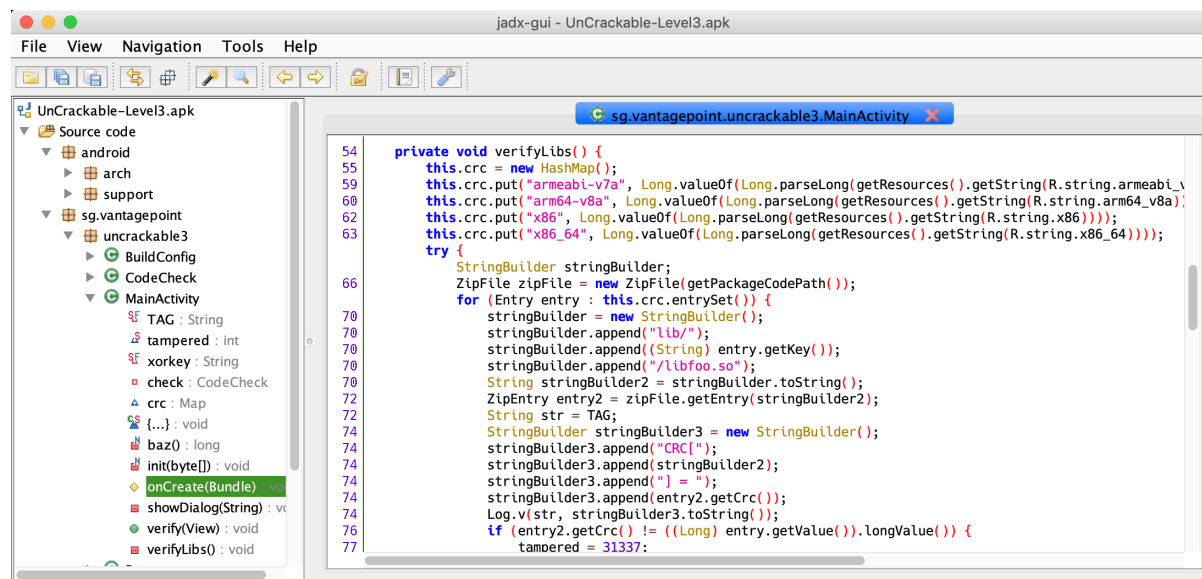 jadx-gui - UnCrackable-Level3.apk
File View Navigation Tools Help
UnCrackable-Level3.apk
Source code
android
arch
support
sg.vantagepoint
uncrackable3
BuildConfig
CodeCheck
MainActivity
TAG : String
tampered : int
xorkey : String
check : CodeCheck
crc : Map
{...} : void
baz() : long
init(byte[]) : void
onCreate(Bundle) : vo
showDialog(String) : vo
verify(View) : void
verifyLibs() : void
sg.vantagepoint.uncrackable3.MainActivity
54 private void verifyLibs() {
55 this.crc = new HashMap();
59 this.crc.put("armeabi-v7a", Long.valueOf(Long.parseLong(getResources().getString(R.string.armeabi_v
60 this.crc.put("arm64-v8a", Long.valueOf(Long.parseLong(getResources().getString(R.string.arm64_v8a))
62 this.crc.put("x86", Long.valueOf(Long.parseLong(getResources().getString(R.string.x86))));
63 this.crc.put("x86_64", Long.valueOf(Long.parseLong(getResources().getString(R.string.x86_64))));
try {
StringBuilder stringBuilder;
66 ZipFile zipFile = new ZipFile(getPackageCodePath());
for (Entry entry : this.crc.entrySet()) {
70 stringBuilder = new StringBuilder();
70 stringBuilder.append("lib/");
70 stringBuilder.append((String) entry.getKey());
70 stringBuilder.append("/libfoo.so");
70 String stringBuilder2 = stringBuilder.toString();
72 ZipEntry entry2 = zipFile.getEntry(stringBuilder2);
72 String str = TAG;
74 StringBuilder stringBuilder3 = new StringBuilder();
74 stringBuilder3.append("CRC[");
74 stringBuilder3.append(stringBuilder2);
74 stringBuilder3.append("] = ");
74 stringBuilder3.append(entry2.getCrc());
74 Log.v(str, stringBuilder3.toString());
76 if (entry2.getCrc() != ((Long) entry.getValue()).longValue()) {
77 tampered = 31337;